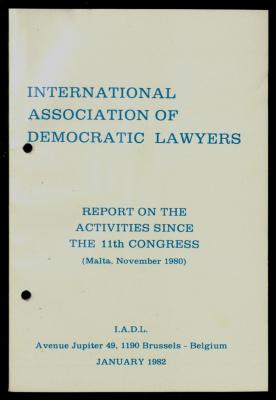 INTERNATIONAL
ASSOCIATION OF
DEMOCRATIC LAWYERS
REPORT ON THE
ACTIVITIES SINCE
THE 11th CONGRESS
(Malta, November 1980)
I.A.D.L.
Avenue Jupiter 49, 1190 Brussels - Belgium
JANUARY 1982